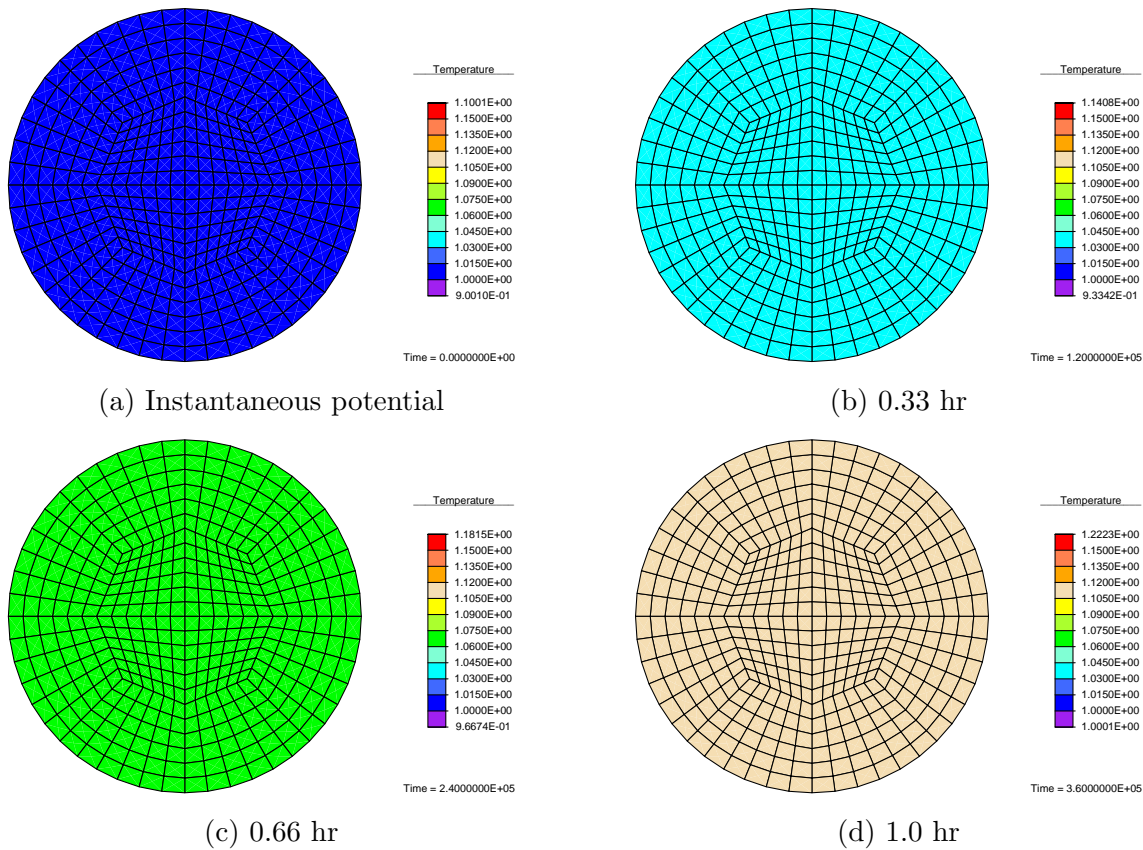 Temperature
1.1001E+00
1.1500E+00
1.1350E+00
1.1200E+00
1.1050E+00
1.0900E+00
1.0750E+00
1.0600E+00
1.0450E+00
1.0300E+00
1.0150E+00
1.0000E+00
9.0010E-01
Time = 0.0000000E+00
(a) Instantaneous potential
Temperature
1.1408E+00
1.1500E+00
1.1350E+00
1.1200E+00
1.1050E+00
1.0900E+00
1.0750E+00
1.0600E+00
1.0450E+00
1.0300E+00
1.0150E+00
1.0000E+00
9.3342E-01
Time = 1.2000000E+05
(b) 0.33 hr
Temperature
1.1815E+00
1.1500E+00
1.1350E+00
1.1200E+00
1.1050E+00
1.0900E+00
1.0750E+00
1.0600E+00
1.0450E+00
1.0300E+00
1.0150E+00
1.0000E+00
9.6674E-01
Time = 2.4000000E+05
(c) 0.66 hr
Temperature
1.2223E+00
1.1500E+00
1.1350E+00
1.1200E+00
1.1050E+00
1.0900E+00
1.0750E+00
1.0600E+00
1.0450E+00
1.0300E+00
1.0150E+00
1.0000E+00
1.0001E+00
Time = 3.6000000E+05
(d) 1.0 hr